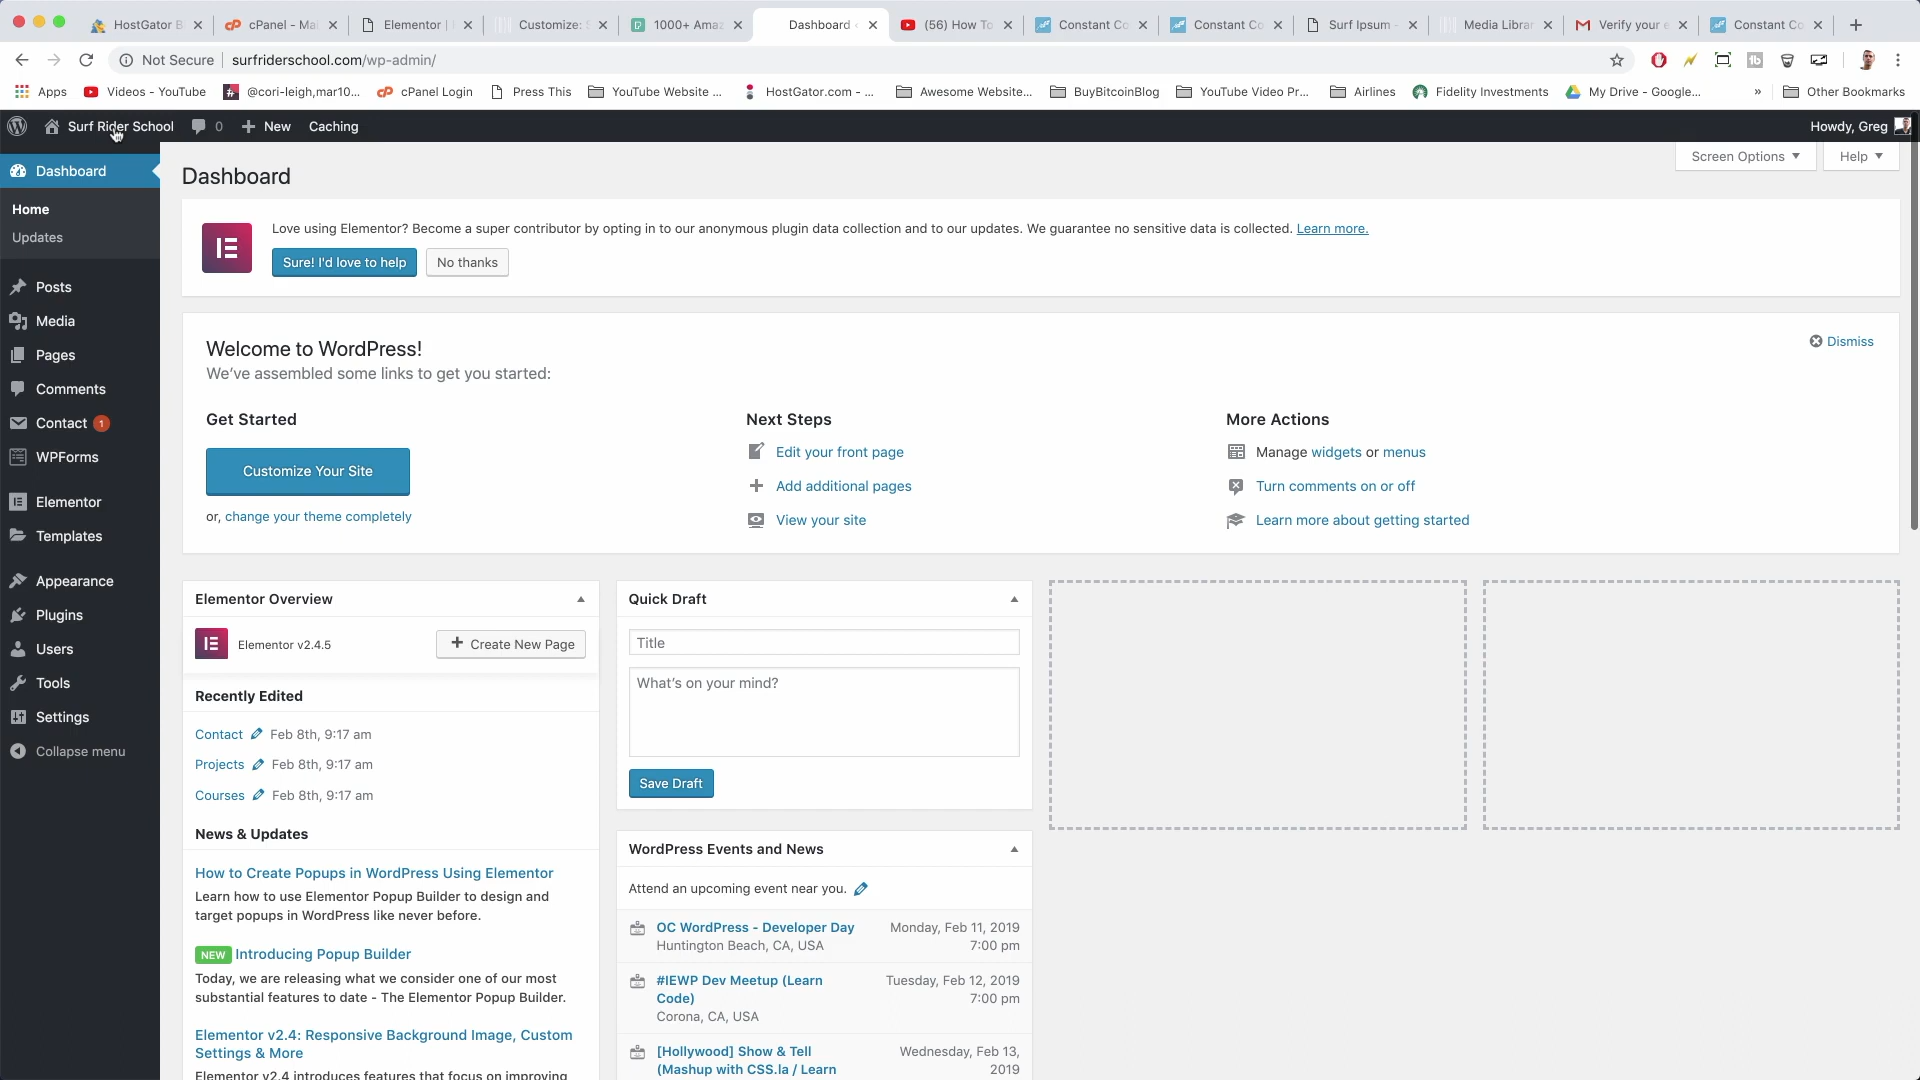 HostGator B
cPanel - Ma
Elementor |
Customize: S
1000+ Amaz
Dashboard ‹
(56) How To
Constant Co
Constant Co
Surf Ipsum -
Media Librar
Verify your e
Constant Co
Not Secure
surfriderschool.com/wp-admin/
Apps
Videos - YouTube
@cori-leigh,mar10...
cPanel Login
Press This
YouTube Website ...
HostGator.com - ...
Awesome Website...
BuyBitcoinBlog
YouTube Video Pr...
Airlines
Fidelity Investments
My Drive - Google...
»
Other Bookmarks
Surf Rider School
0
New
Caching
Howdy, Greg
Dashboard
Home
Updates
Posts
Media
Pages
Comments
Contact 1
WPForms
Elementor
Templates
Appearance
Plugins
Users
Tools
Settings
Collapse menu
Dashboard
Screen Options
Help
Love using Elementor? Become a super contributor by opting in to our anonymous plugin data collection and to our updates. We guarantee no sensitive data is collected. Learn more.
Sure! I'd love to help
No thanks
Welcome to WordPress!
Dismiss
We've assembled some links to get you started:
Get Started
Customize Your Site
or, change your theme completely
Next Steps
Edit your front page
Add additional pages
View your site
More Actions
Manage widgets or menus
Turn comments on or off
Learn more about getting started
Elementor Overview
Elementor v2.4.5
Create New Page
Recently Edited
Contact Feb 8th, 9:17 am
Projects Feb 8th, 9:17 am
Courses Feb 8th, 9:17 am
News & Updates
How to Create Popups in WordPress Using Elementor
Learn how to use Elementor Popup Builder to design and
target popups in WordPress like never before.
NEW Introducing Popup Builder
Today, we are releasing what we consider one of our most
substantial features to date - The Elementor Popup Builder.
Elementor v2.4: Responsive Background Image, Custom
Settings & More
Elementor v2.4 introduces features that focus on improving
Quick Draft
Title
What's on your mind?
Save Draft
WordPress Events and News
Attend an upcoming event near you.
OC WordPress - Developer Day Monday, Feb 11, 2019
Huntington Beach, CA, USA 7:00 pm
#IEWP Dev Meetup (Learn Tuesday, Feb 12, 2019
Code) 7:00 pm
Corona, CA, USA
[Hollywood] Show & Tell Wednesday, Feb 13,
(Mashup with CSS.la / Learn 2019